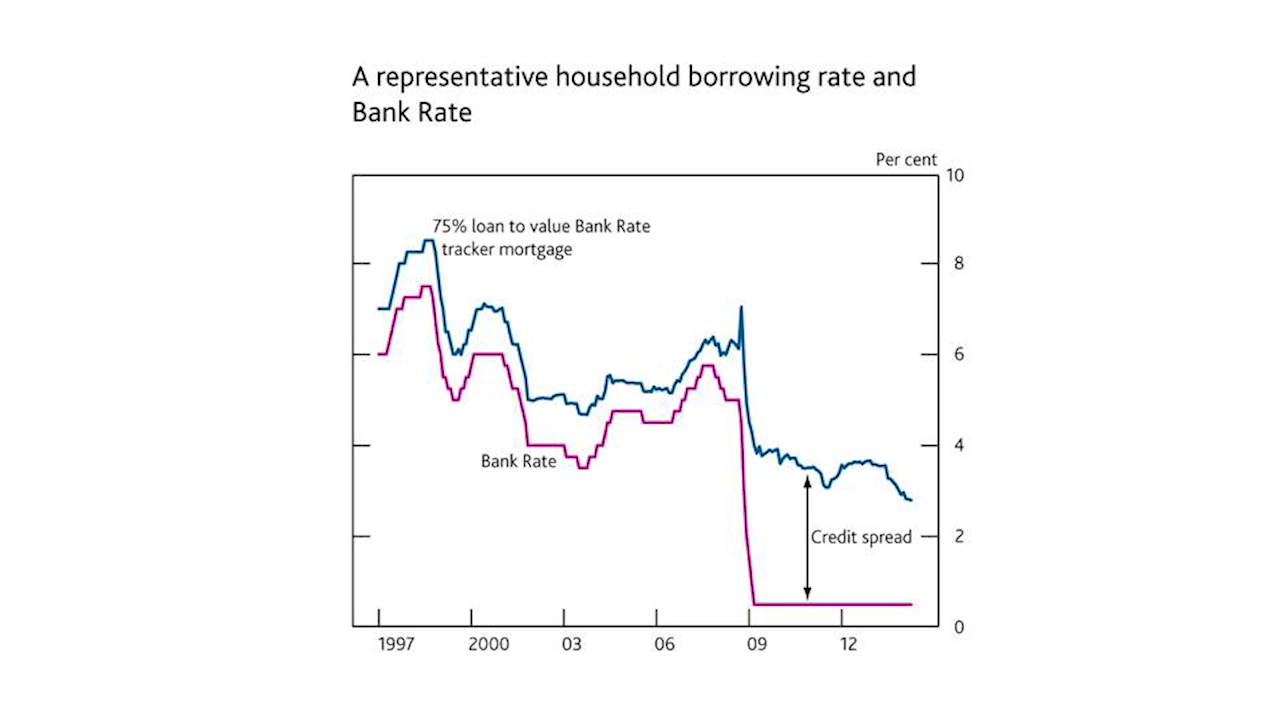 A representative household borrowing rate and
Bank Rate
Per cent
10
75% loan to value Bank Rate
tracker mortgage
8
6
4
Bank Rate
Credit spread
2
0
1997 2000 03 06 09 12